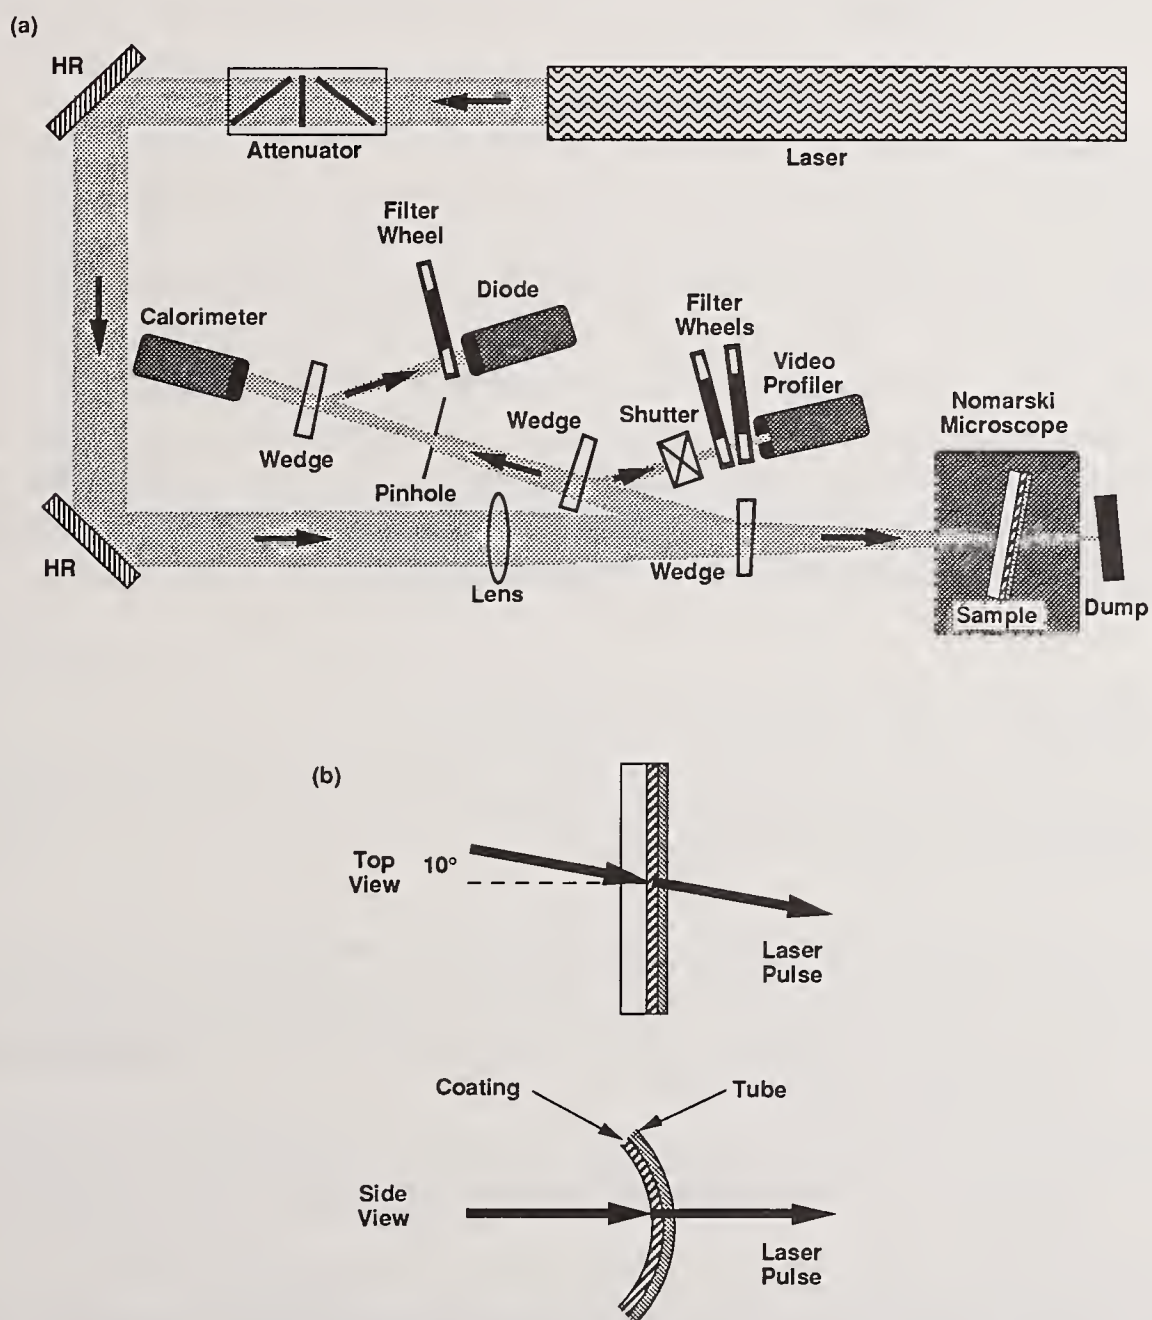 (a)
HR
Attenuator
Laser
Filter
Wheel
Diode
Calorimeter
Filter
Wheels
Video
Profiler
Shutter
Wedge
Nomarski
Microscope
Wedge
Pinhole
HR
Lens
Wedge
Sample
Dump
(b)
Top
View
10°
Laser
Pulse
Coating
Tube
Side
View
Laser
Pulse